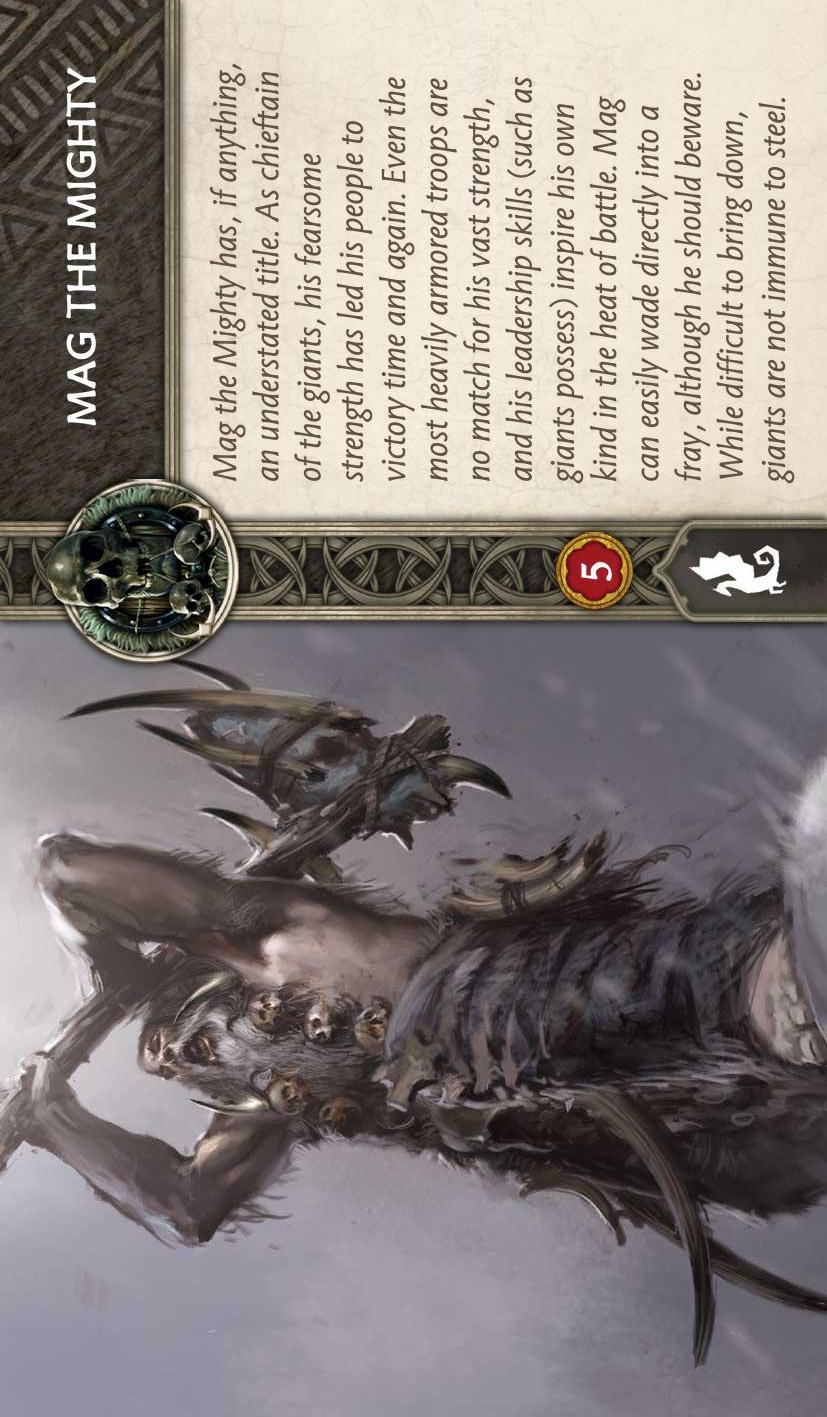 MAG THE MIGHTY
Mag the Mighty has, if anything,
an understated title. As chieftain
of the giants, his fearsome
strength has led his people to
victory time and again. Even the
most heavily armored troops are
no match for his vast strength,
and his leadership skills (such as
giants possess) inspire his own
kind in the heat of battle. Mag
can easily wade directly into a
fray, although he should beware.
While difficult to bring down,
giants are not immune to steel.
5